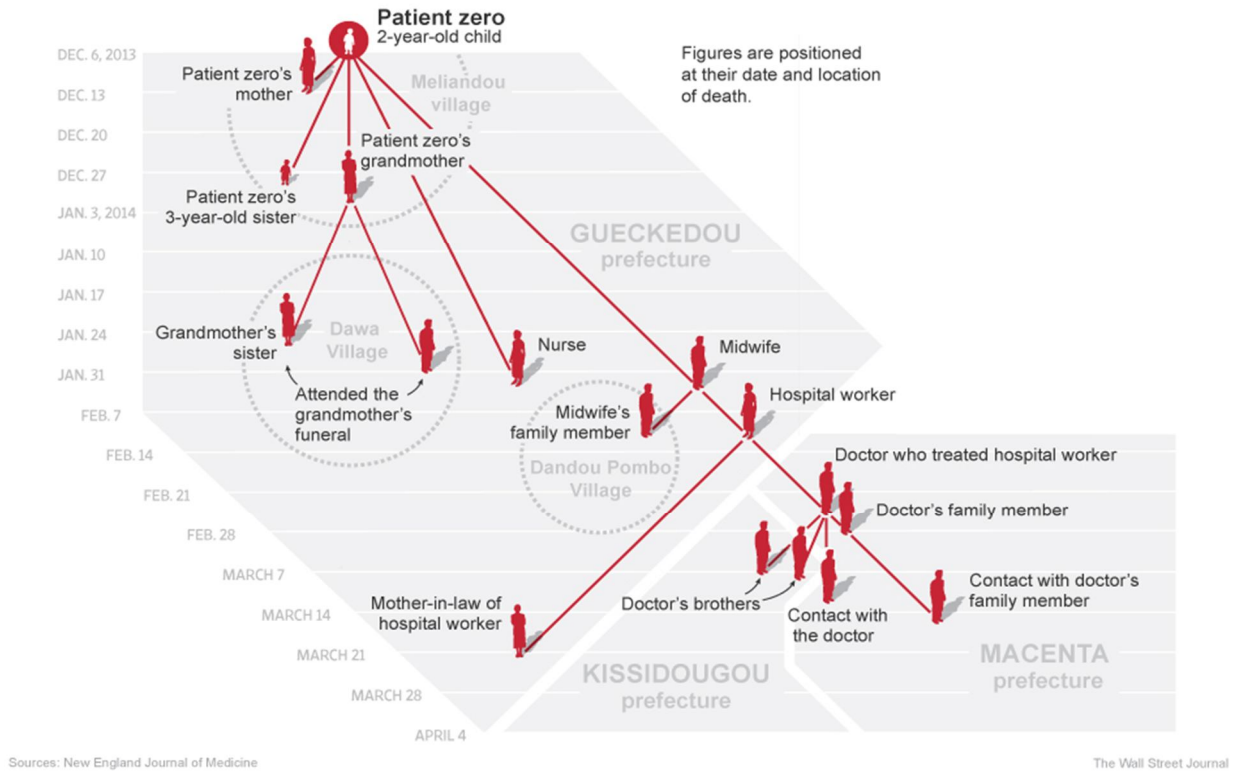 Patient zero
2-year-old child
Figures are positioned
at their date and location
of death.
DEC. 6, 2013
DEC. 13
DEC. 20
DEC. 27
JAN. 3, 2014
JAN. 10
JAN. 17
JAN. 24
JAN. 31
FEB. 7
FEB. 14
FEB. 21
FEB. 28
MARCH 7
MARCH 14
MARCH 21
MARCH 28
APRIL 4
Patient zero's
mother
Meliandou
village
Patient zero's
grandmother
Patient zero's
3-year-old sister
GUECKEDOU
prefecture
Grandmother's
sister
Dawa
Village
Attended the
grandmother's
funeral
Nurse
Midwife
Midwife's
family member
Hospital worker
Dandou Pombo
Village
Doctor who treated hospital worker
Doctor's family member
Doctor's brothers
Contact with
the doctor
Contact with doctor's
family member
Mother-in-law of
hospital worker
KISSIDOUGOU
prefecture
MACENTA
prefecture
Sources: New England Journal of Medicine
The Wall Street Journal